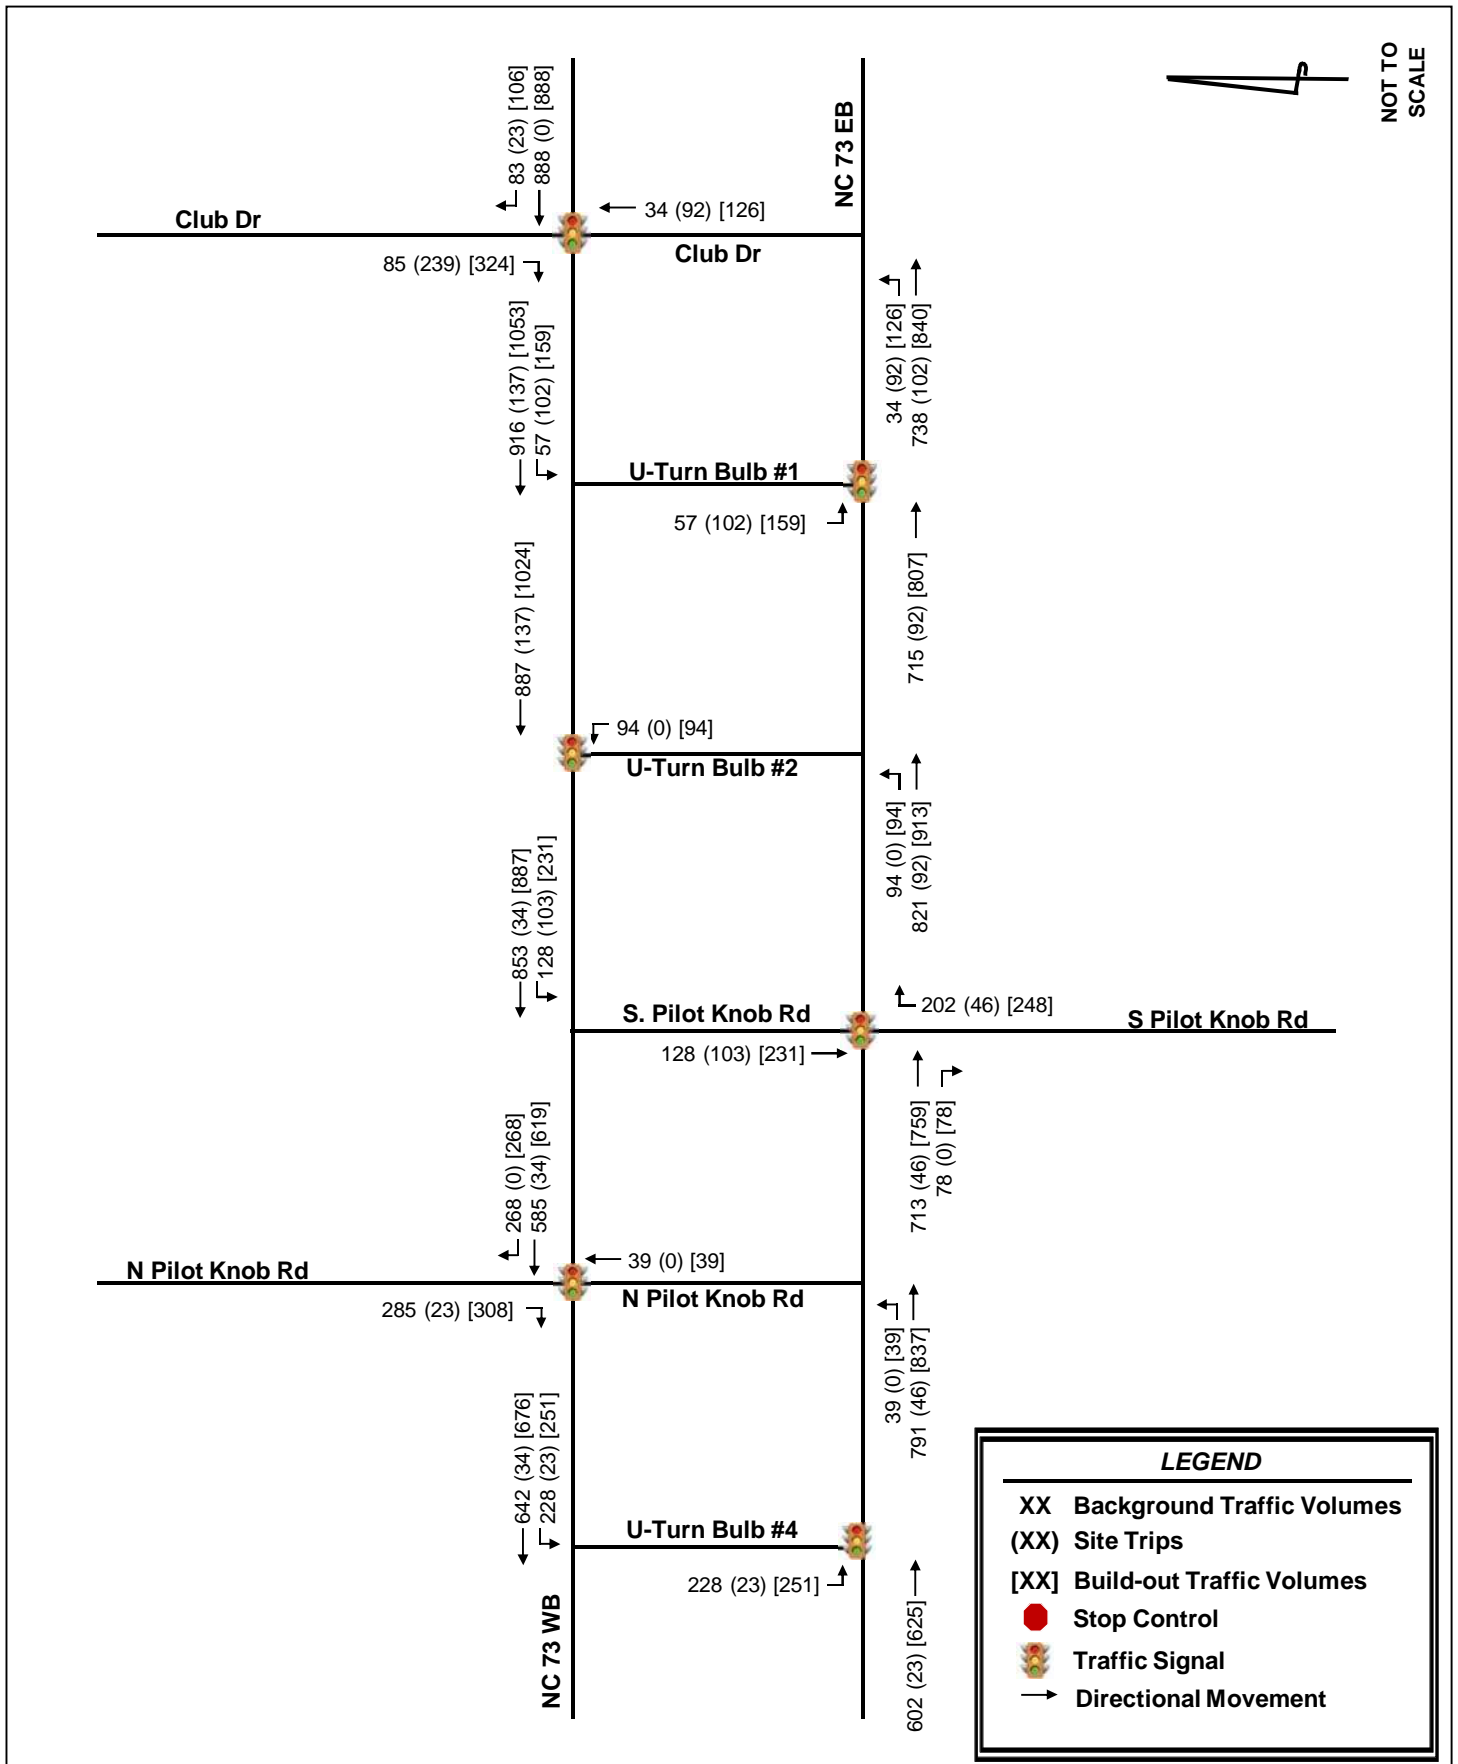 NOT TO
SCALE
NC 73 EB
83 (23) [106]
888 (0) [888]
Club Dr
34 (92) [126]
Club Dr
85 (239) [324]
34 (92) [126]
738 (102) [840]
916 (137) [1053]
57 (102) [159]
U-Turn Bulb #1
57 (102) [159]
887 (137) [1024]
715 (92) [807]
94 (0) [94]
U-Turn Bulb #2
94 (0) [94]
821 (92) [913]
853 (34) [887]
128 (103) [231]
S. Pilot Knob Rd
202 (46) [248]
S Pilot Knob Rd
128 (103) [231]
713 (46) [759]
78 (0) [78]
268 (0) [268]
585 (34) [619]
N Pilot Knob Rd
39 (0) [39]
N Pilot Knob Rd
285 (23) [308]
39 (0) [39]
791 (46) [837]
642 (34) [676]
228 (23) [251]
U-Turn Bulb #4
228 (23) [251]
602 (23) [625]
NC 73 WB
LEGEND
XX Background Traffic Volumes
(XX) Site Trips
[XX] Build-out Traffic Volumes
Stop Control
Traffic Signal
Directional Movement